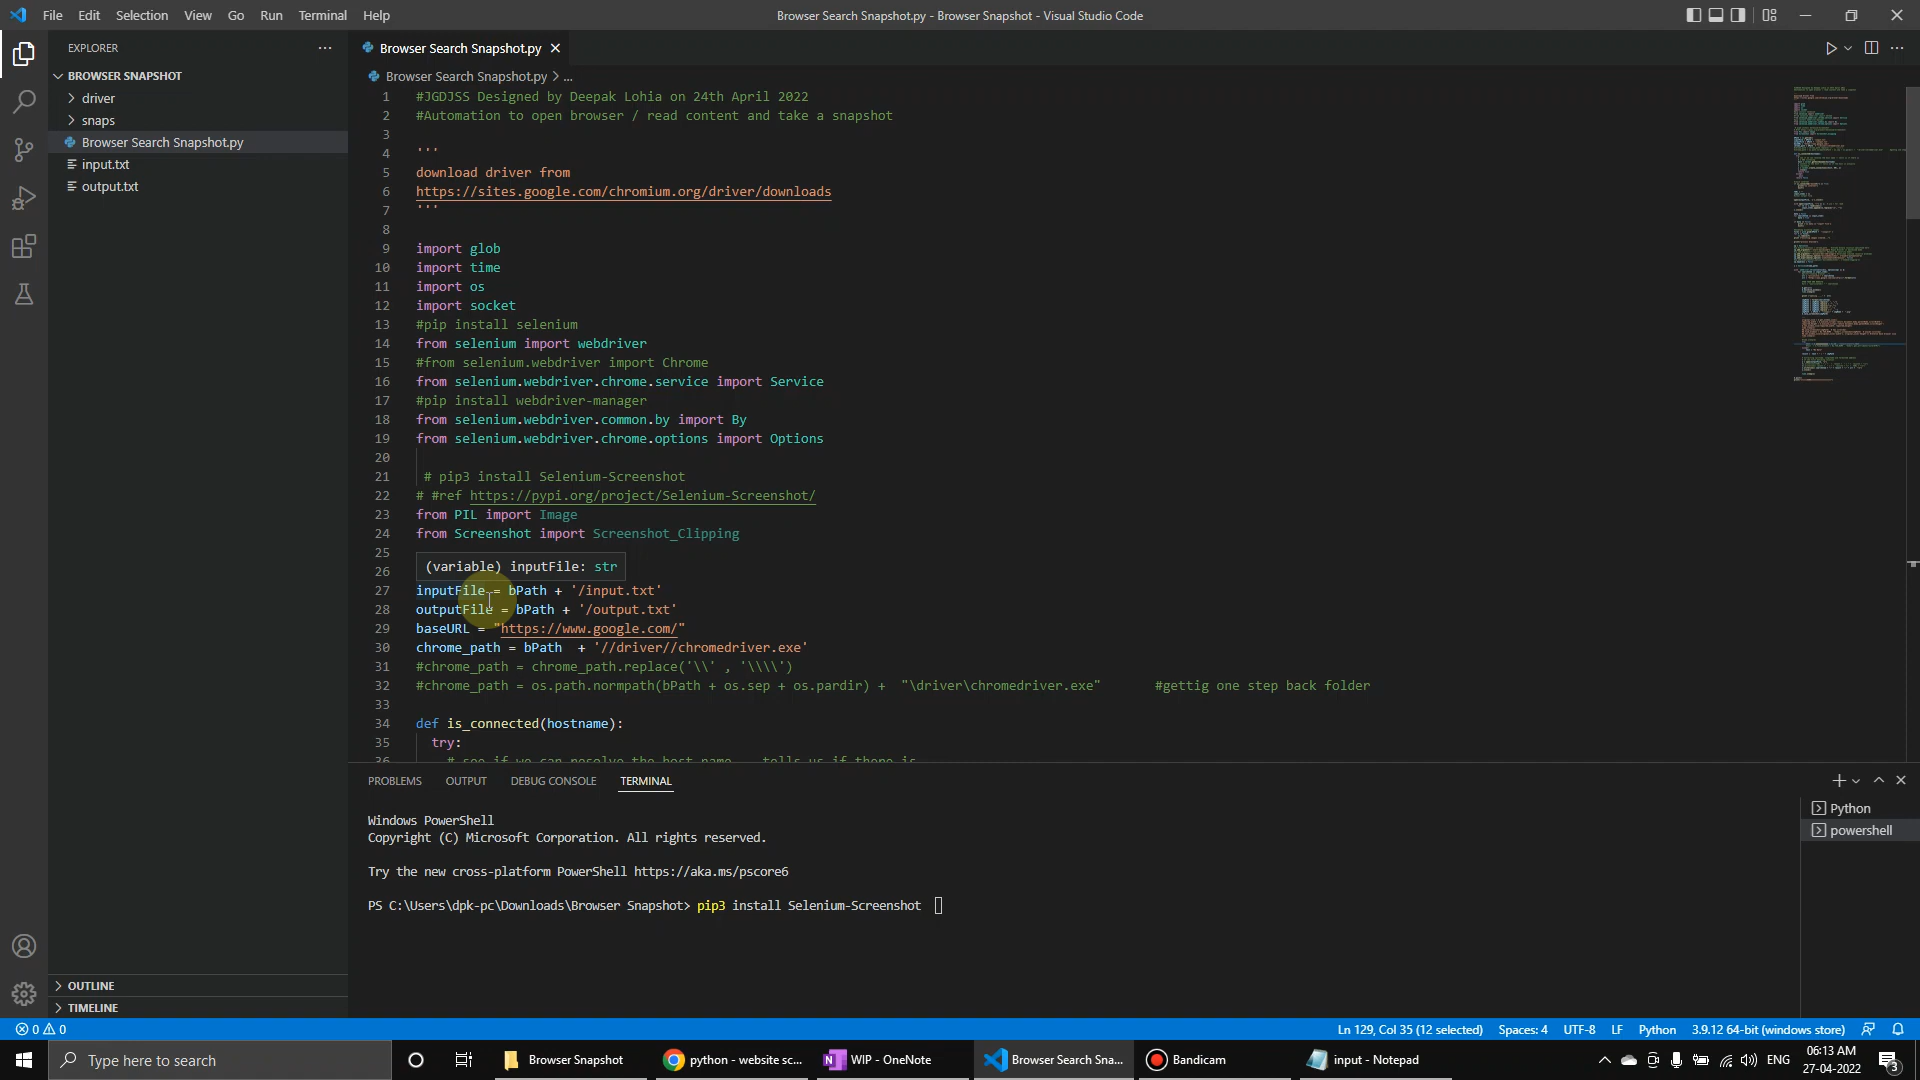 File Edit Selection View Go Run Terminal Help
Browser Search Snapshot.py - Browser Snapshot - Visual Studio Code
EXPLORER
BROWSER SNAPSHOT
driver
snaps
Browser Search Snapshot.py
input.txt
output.txt
OUTLINE
TIMELINE
Browser Search Snapshot.py
Browser Search Snapshot.py > ...
1 #JGDJSS Designed by Deepak Lohia on 24th April 2022
2 #Automation to open browser / read content and take a snapshot
3
4 '''
5 download driver from
6 https://sites.google.com/chromium.org/driver/downloads
7 '''
8
9 import glob
10 import time
11 import os
12 import socket
13 #pip install selenium
14 from selenium import webdriver
15 #from selenium.webdriver import Chrome
16 from selenium.webdriver.chrome.service import Service
17 #pip install webdriver-manager
18 from selenium.webdriver.common.by import By
19 from selenium.webdriver.chrome.options import Options
20
21 # pip3 install Selenium-Screenshot
22 # #ref https://pypi.org/project/Selenium-Screenshot/
23 from PIL import Image
24 from Screenshot import Screenshot_Clipping
25
(variable) inputFile: str
26
27 inputFile = bPath + '/input.txt'
28 outputFile = bPath + '/output.txt'
29 baseURL = "https://www.google.com/"
30 chrome_path = bPath + '//driver//chromedriver.exe'
31 #chrome_path = chrome_path.replace('\\' , '\\\\')
32 #chrome_path = os.path.normpath(bPath + os.sep + os.pardir) + "\driver\chromedriver.exe" #gettig one step back folder
33
34 def is_connected(hostname):
35 try:
36 # see if we can resolve the host name -- tells us if there is
PROBLEMS OUTPUT DEBUG CONSOLE TERMINAL
Windows PowerShell
Copyright (C) Microsoft Corporation. All rights reserved.
Try the new cross-platform PowerShell https://aka.ms/pscore6
PS C:\Users\dpk-pc\Downloads\Browser Snapshot> pip3 install Selenium-Screenshot
Python
powershell
0 0
Ln 129, Col 35 (12 selected) Spaces: 4 UTF-8 LF Python 3.9.12 64-bit (windows store)
Type here to search
Browser Snapshot
python - website sc...
WIP - OneNote
Browser Search Sna...
Bandicam
input - Notepad
ENG
06:13 AM
27-04-2022
3